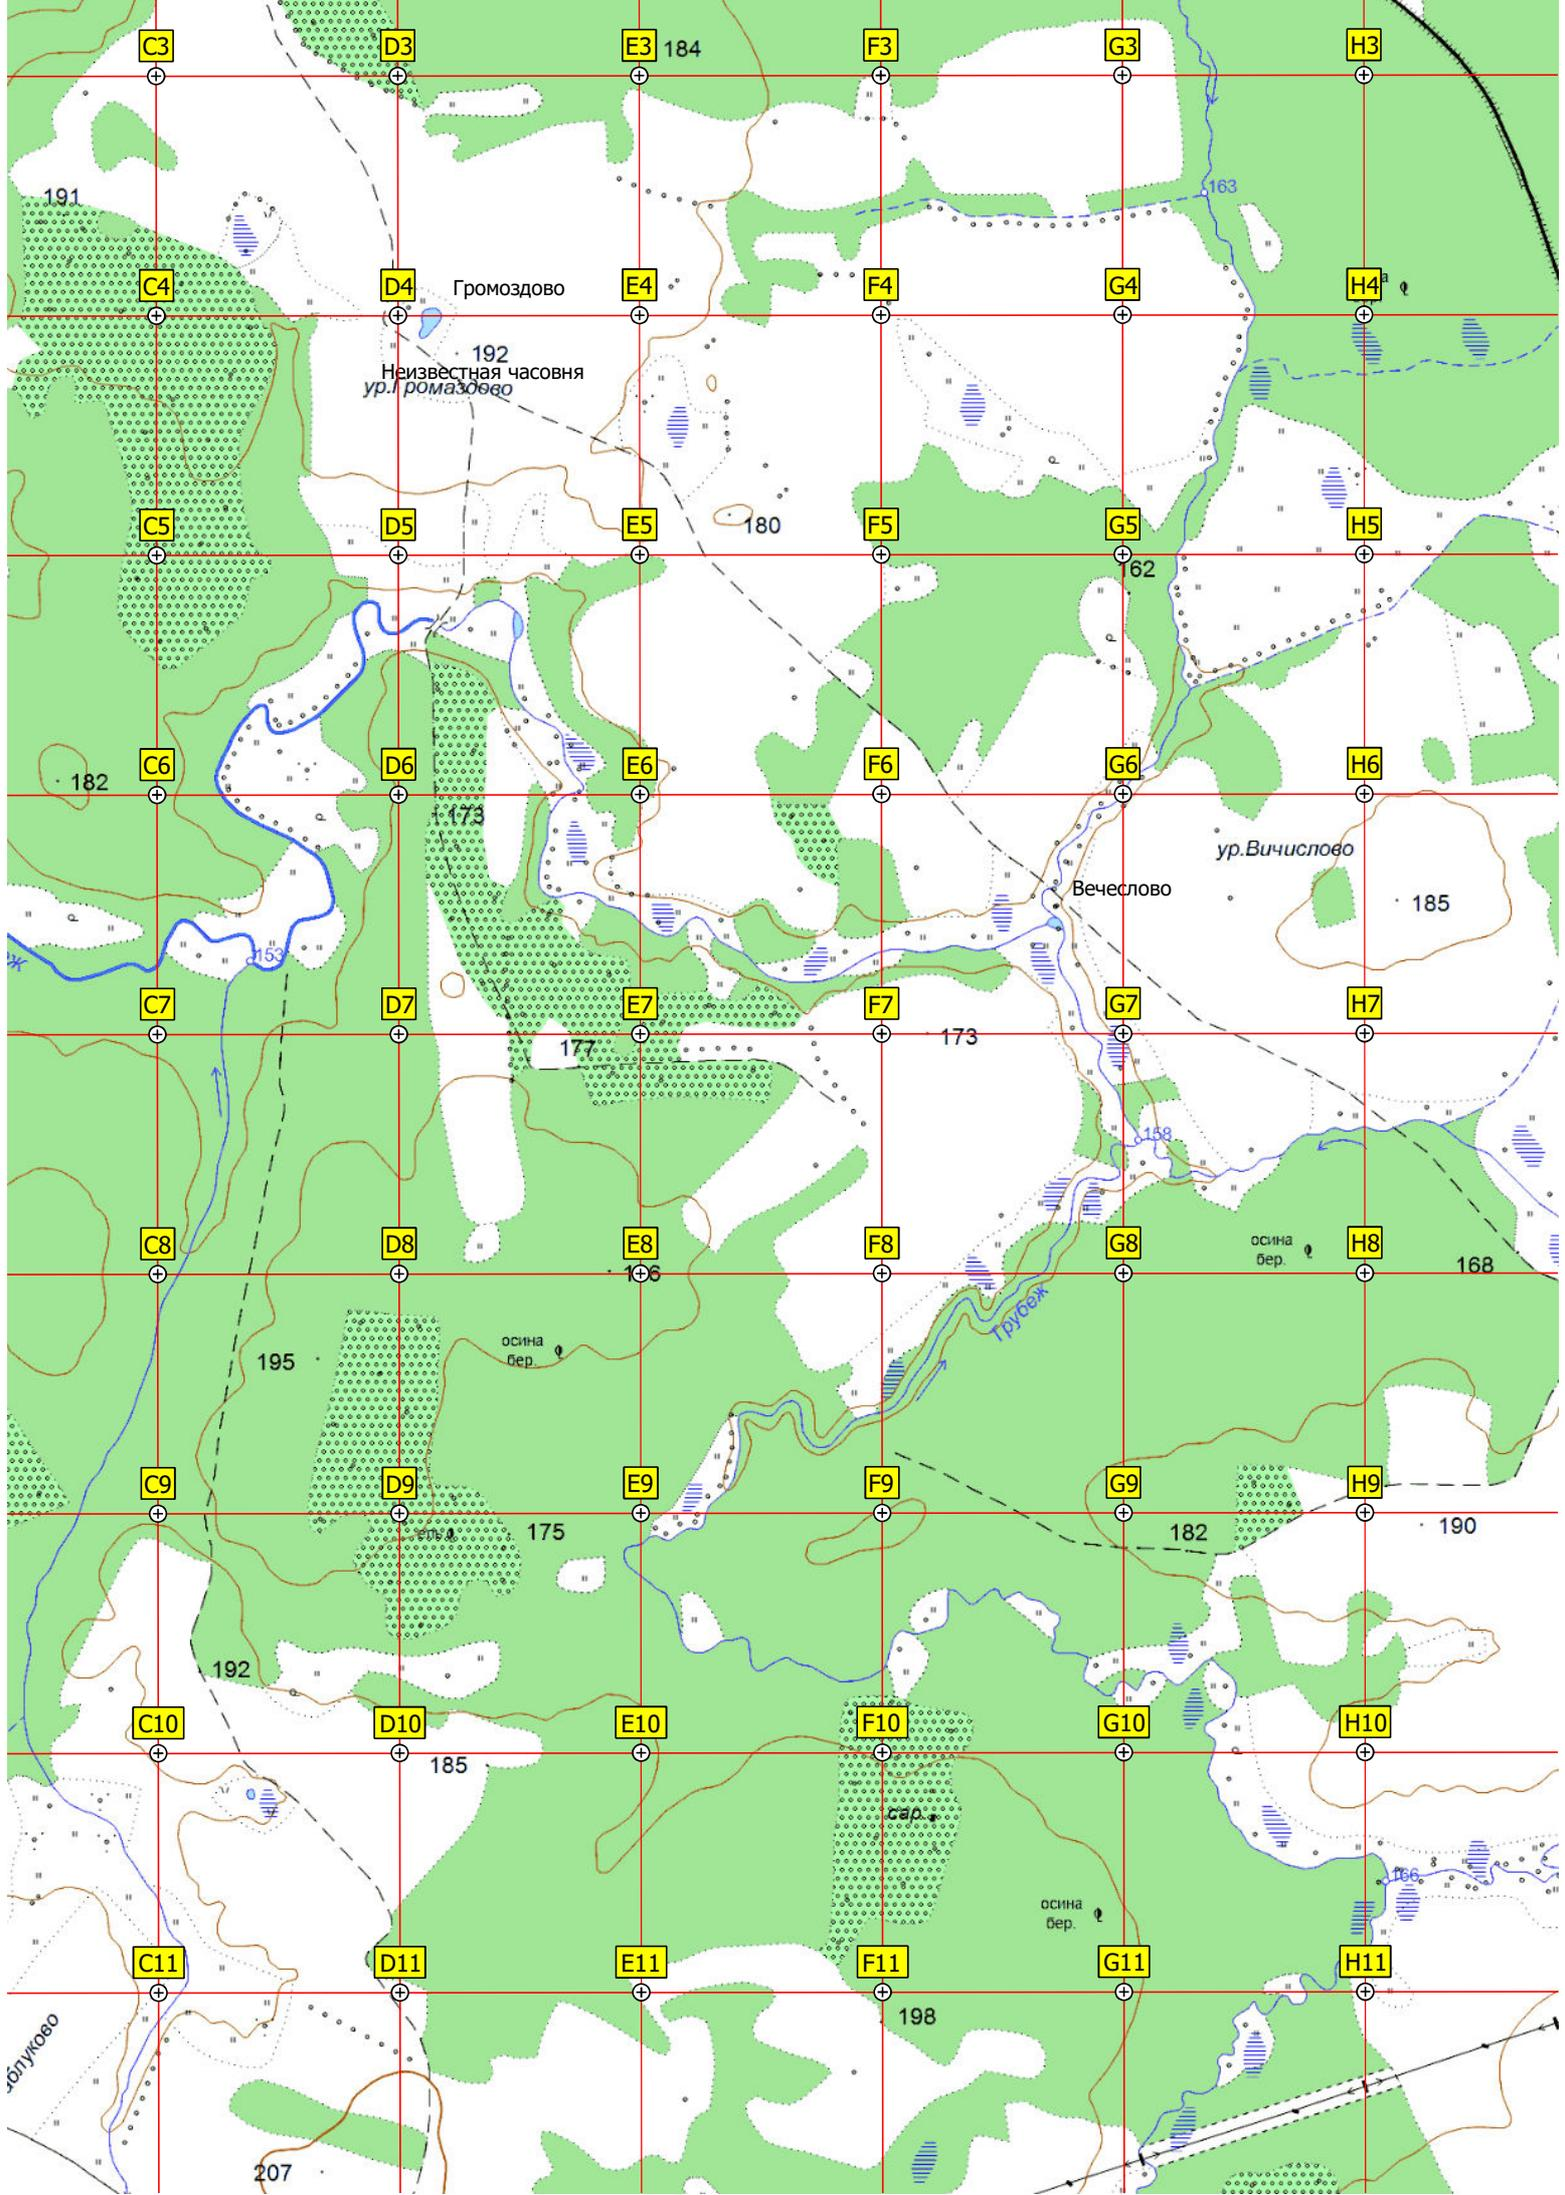 C3
D3
E3
184
F3
G3
H3
163
191
C4
D4
Громоздово
E4
F4
G4
H4
192
Неизвестная часовня
ур.Громаздово
C5
D5
E5
180
F5
G5
H5
162
C6
182
D6
E6
F6
G6
H6
173
ур.Вичислово
Вечеслово
185
153
C7
D7
E7
F7
G7
H7
177
173
158
C8
D8
E8
F8
G8
осина
бер.
H8
168
Трубеж
195
осина
бер.
C9
D9
E9
F9
G9
H9
175
182
190
192
C10
D10
E10
F10
G10
H10
185
сар.
166
осина
бер.
C11
D11
E11
F11
G11
H11
198
207